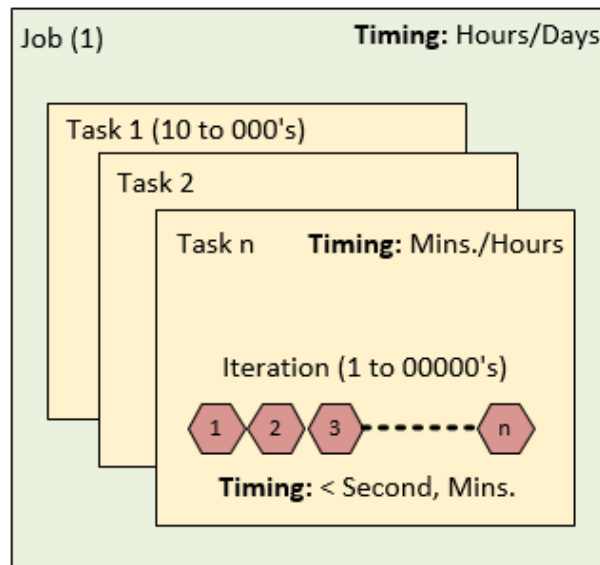 Job (1)
Timing: Hours/Days
Task 1 (10 to 000's)
Task 2
Task n
Timing: Mins./Hours
Iteration (1 to 00000's)
1 2 3 n
Timing: < Second, Mins.